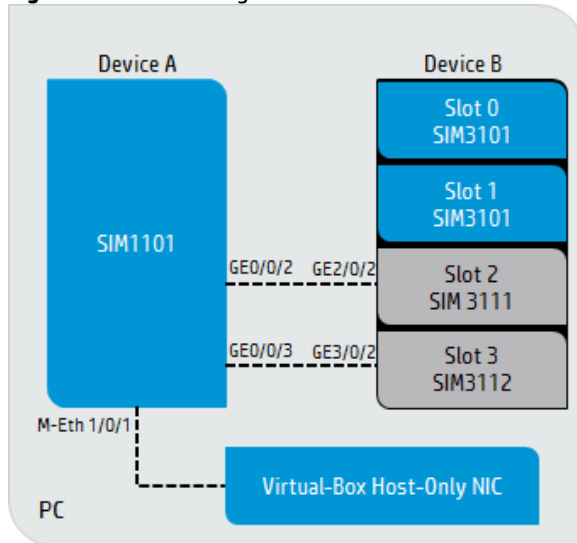 Device A
Device B
Slot 0
SIM3101
Slot 1
SIM3101
SIM1101
GE0/0/2
GE2/0/2
Slot 2
SIM 3111
GE0/0/3
GE3/0/2
Slot 3
SIM3112
M-Eth 1/0/1
Virtual-Box Host-Only NIC
PC